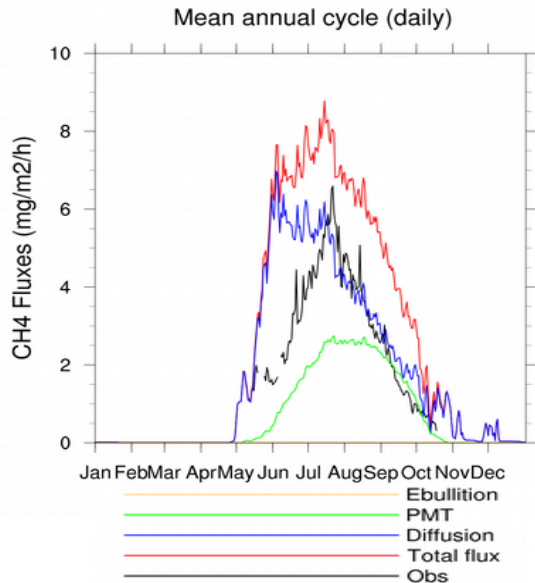 Mean annual cycle (daily)
10
8
6
4
2
0
CH4 Fluxes (mg/m2/h)
Jan Feb Mar Apr May Jun Jul Aug Sep Oct Nov Dec
Ebullition
PMT
Diffusion
Total flux
Obs